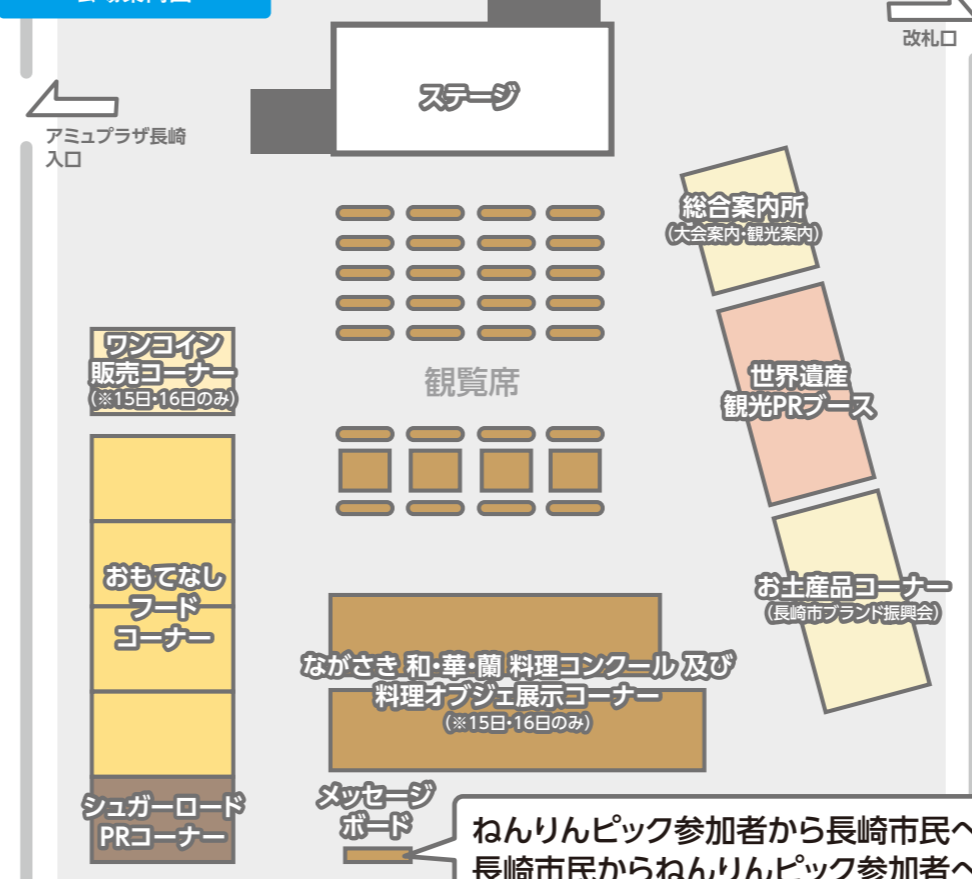 改札口
ステージ
アミュプラザ長崎
入口
総合案内所
(大会案内・観光案内)
ワンコイン
販売コーナー
(※15日・16日のみ)
観覧席
世界遺産
観光PRブース
おもてなし
フード
コーナー
お土産品コーナー
(長崎市ブランド振興会)
ながさき 和・華・蘭 料理コンクール 及び
料理オブジェ展示コーナー
(※15日・16日のみ)
シュガーロード
PRコーナー
メッセージ
ボード
ねんりんピック参加者から長崎市民へ
長崎市民からねんりんピック参加者へ